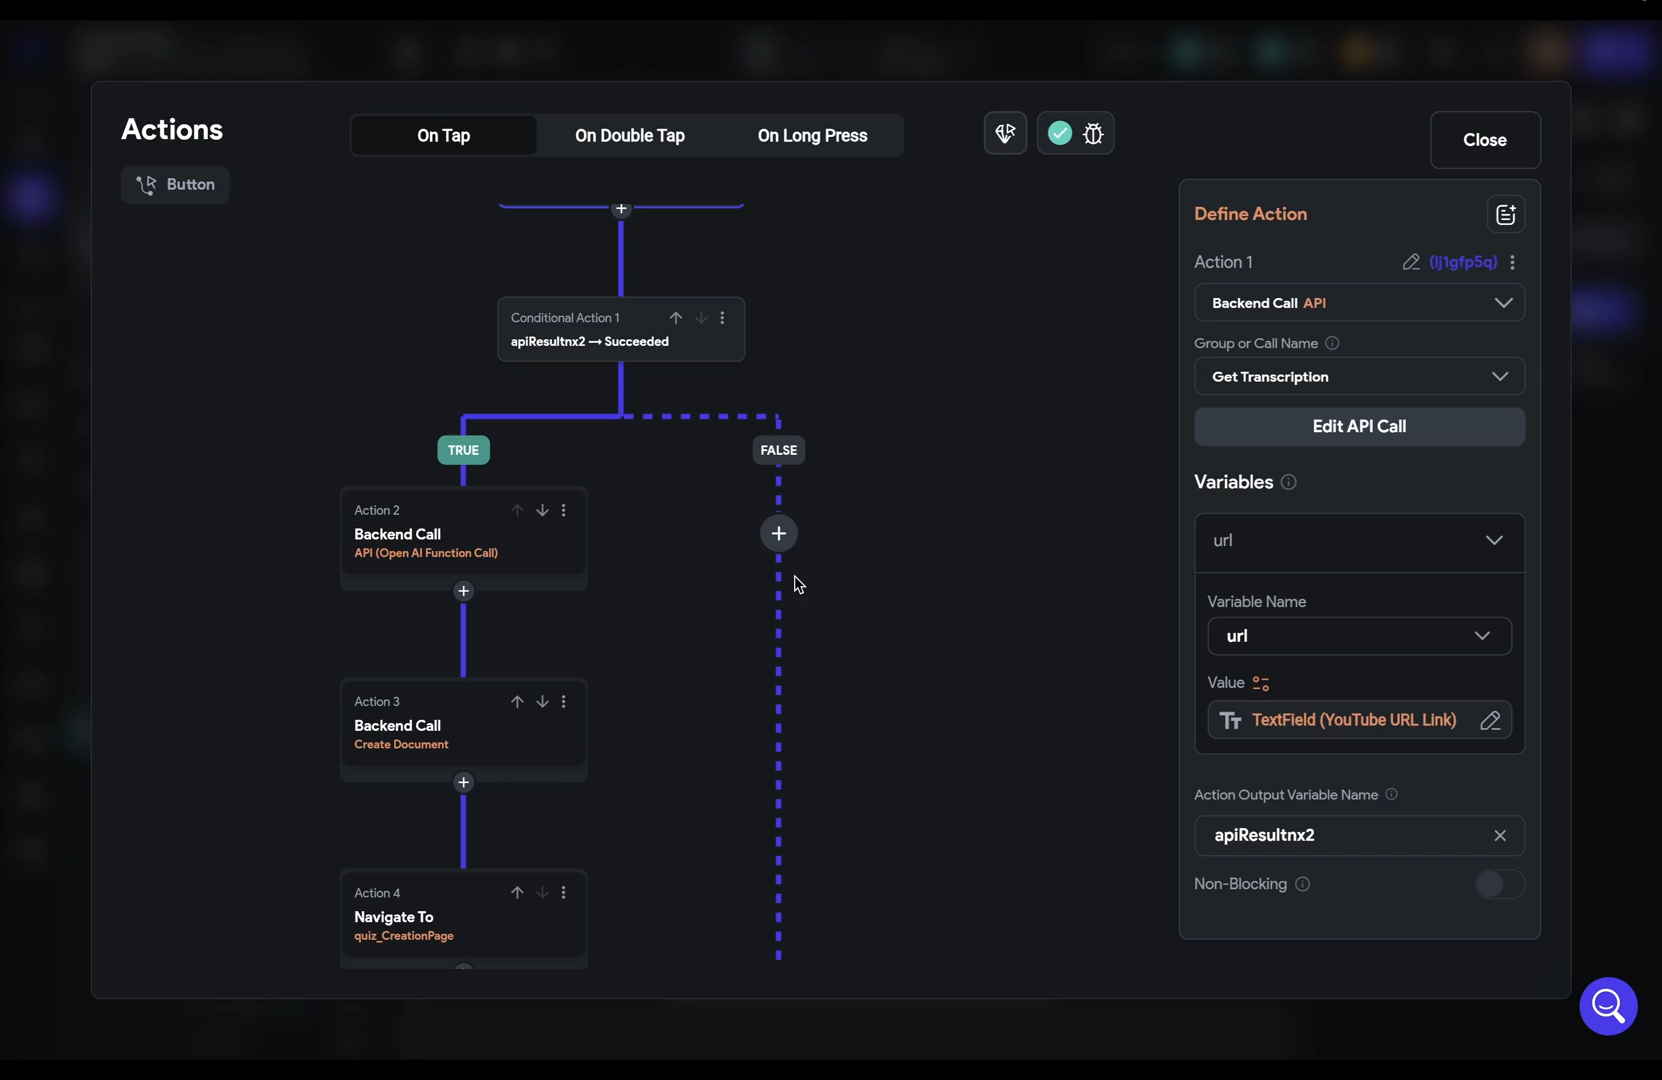 Actions
On Tap
On Double Tap
On Long Press
Close
Button
Conditional Action 1
apiResultnx2 → Succeeded
TRUE
FALSE
Action 2
Backend Call
API (Open AI Function Call)
Action 3
Backend Call
Create Document
Action 4
Navigate To
quiz_CreationPage
Define Action
Action 1
(lj1gfp5q)
Backend Call API
Group or Call Name
Get Transcription
Edit API Call
Variables
url
Variable Name
url
Value
TextField (YouTube URL Link)
Action Output Variable Name
apiResultnx2
Non-Blocking